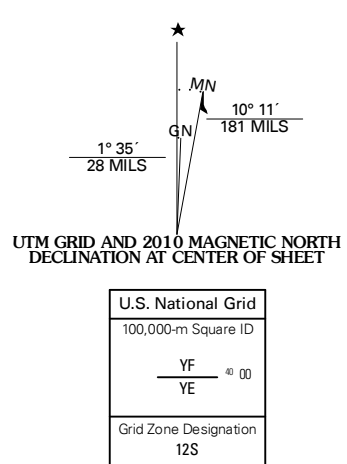 MN
10° 11´
181 MILS
GN
1° 35´
28 MILS
UTM GRID AND 2010 MAGNETIC NORTH
DECLINATION AT CENTER OF SHEET
U.S. National Grid
100,000-m Square ID
YF
40 00
YE
Grid Zone Designation
12S